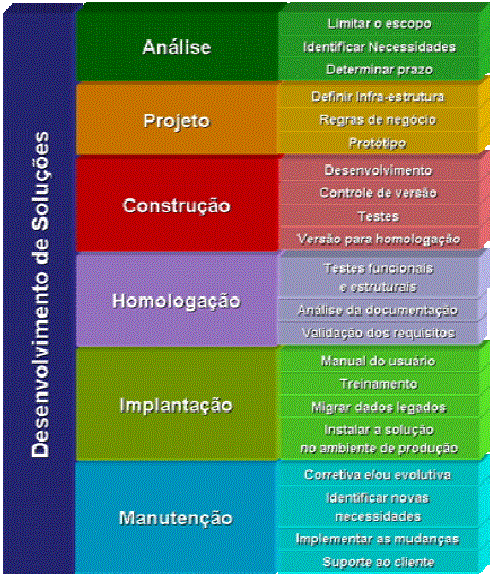 Desenvolvimento de Soluções
Análise
Limitar o escopo
Identificar Necessidades
Determinar prazo
Projeto
Definir Infra-estrutura
Regras de negócio
Protótipo
Construção
Desenvolvimento
Controle de versão
Testes
Versão para homologação
Homologação
Testes funcionais
e estruturais
Análise da documentação
Validação dos requisitos
Implantação
Manual do usuário
Treinamento
Migrar dados legados
Instalar a solução
no ambiente de produção
Manutenção
Corretiva e/ou evolutiva
Identificar novas
necessidades
Implementar as mudanças
Suporte ao cliente